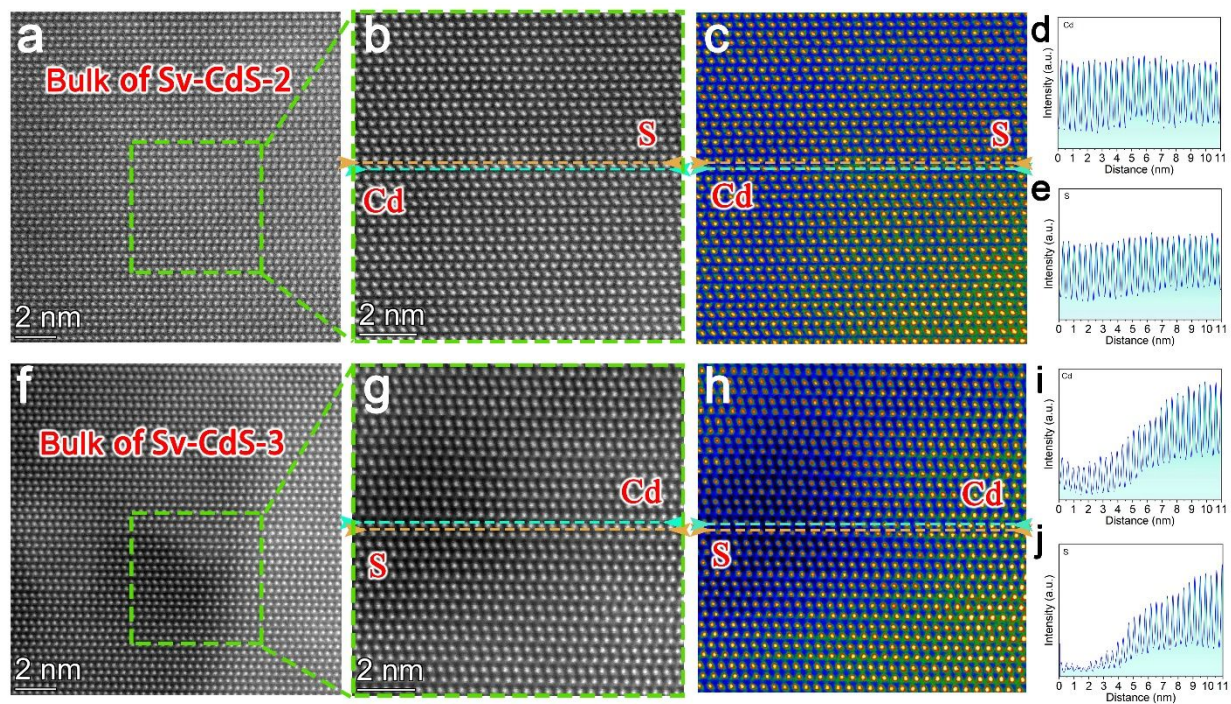 a
Bulk of Sv-CdS-2
2 nm
b
S
Cd
2 nm
c
S
Cd
d
Cd
Intensity (a.u.)
0 1 2 3 4 5 6 7 8 9 10 11
Distance (nm)
e
S
Intensity (a.u.)
0 1 2 3 4 5 6 7 8 9 10 11
Distance (nm)
f
Bulk of Sv-CdS-3
2 nm
g
Cd
S
2 nm
h
Cd
S
i
Cd
Intensity (a.u.)
0 1 2 3 4 5 6 7 8 9 10 11
Distance (nm)
j
S
Intensity (a.u.)
0 1 2 3 4 5 6 7 8 9 10 11
Distance (nm)